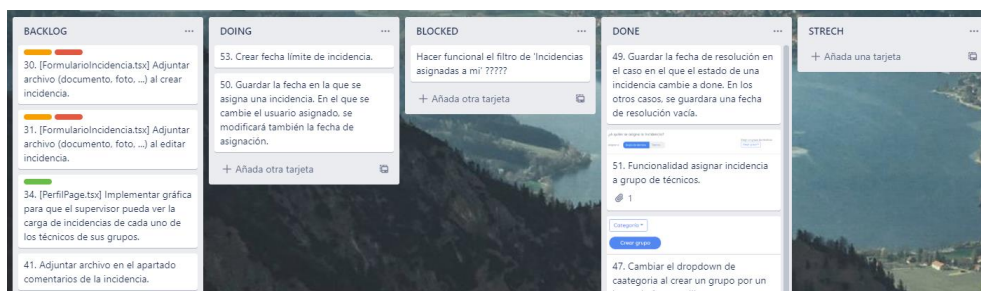 BACKLOG
30. [FormularioIncidencia.tsx] Adjuntar
archivo (documento, foto, ...) al crear
incidencia.
31. [FormularioIncidencia.tsx] Adjuntar
archivo (documento, foto, ...) al editar
incidencia.
34. [PerfilPage.tsx] Implementar gráfica
para que el supervisor pueda ver la
carga de incidencias de cada uno de
los técnicos de sus grupos.
41. Adjuntar archivo en el apartado
comentarios de la incidencia.
DOING
53. Crear fecha límite de incidencia.
50. Guardar la fecha en la que se
asigna una incidencia. En el que se
cambie el usuario asignado, se
modificará también la fecha de
asignación.
+ Añada otra tarjeta
BLOCKED
Hacer funcional el filtro de 'Incidencias
asignadas a mi' ?????
+ Añada otra tarjeta
DONE
49. Guardar la fecha de resolución en
el caso en el que el estado de una
incidencia cambie a done. En los
otros casos, se guardara una fecha
de resolución vacía.
51. Funcionalidad asignar incidencia
a grupo de técnicos.
1
Categoría
Crear grupo
47. Cambiar el dropdown de
caategoria al crear un grupo por un
STRECH
+ Añada una tarjeta